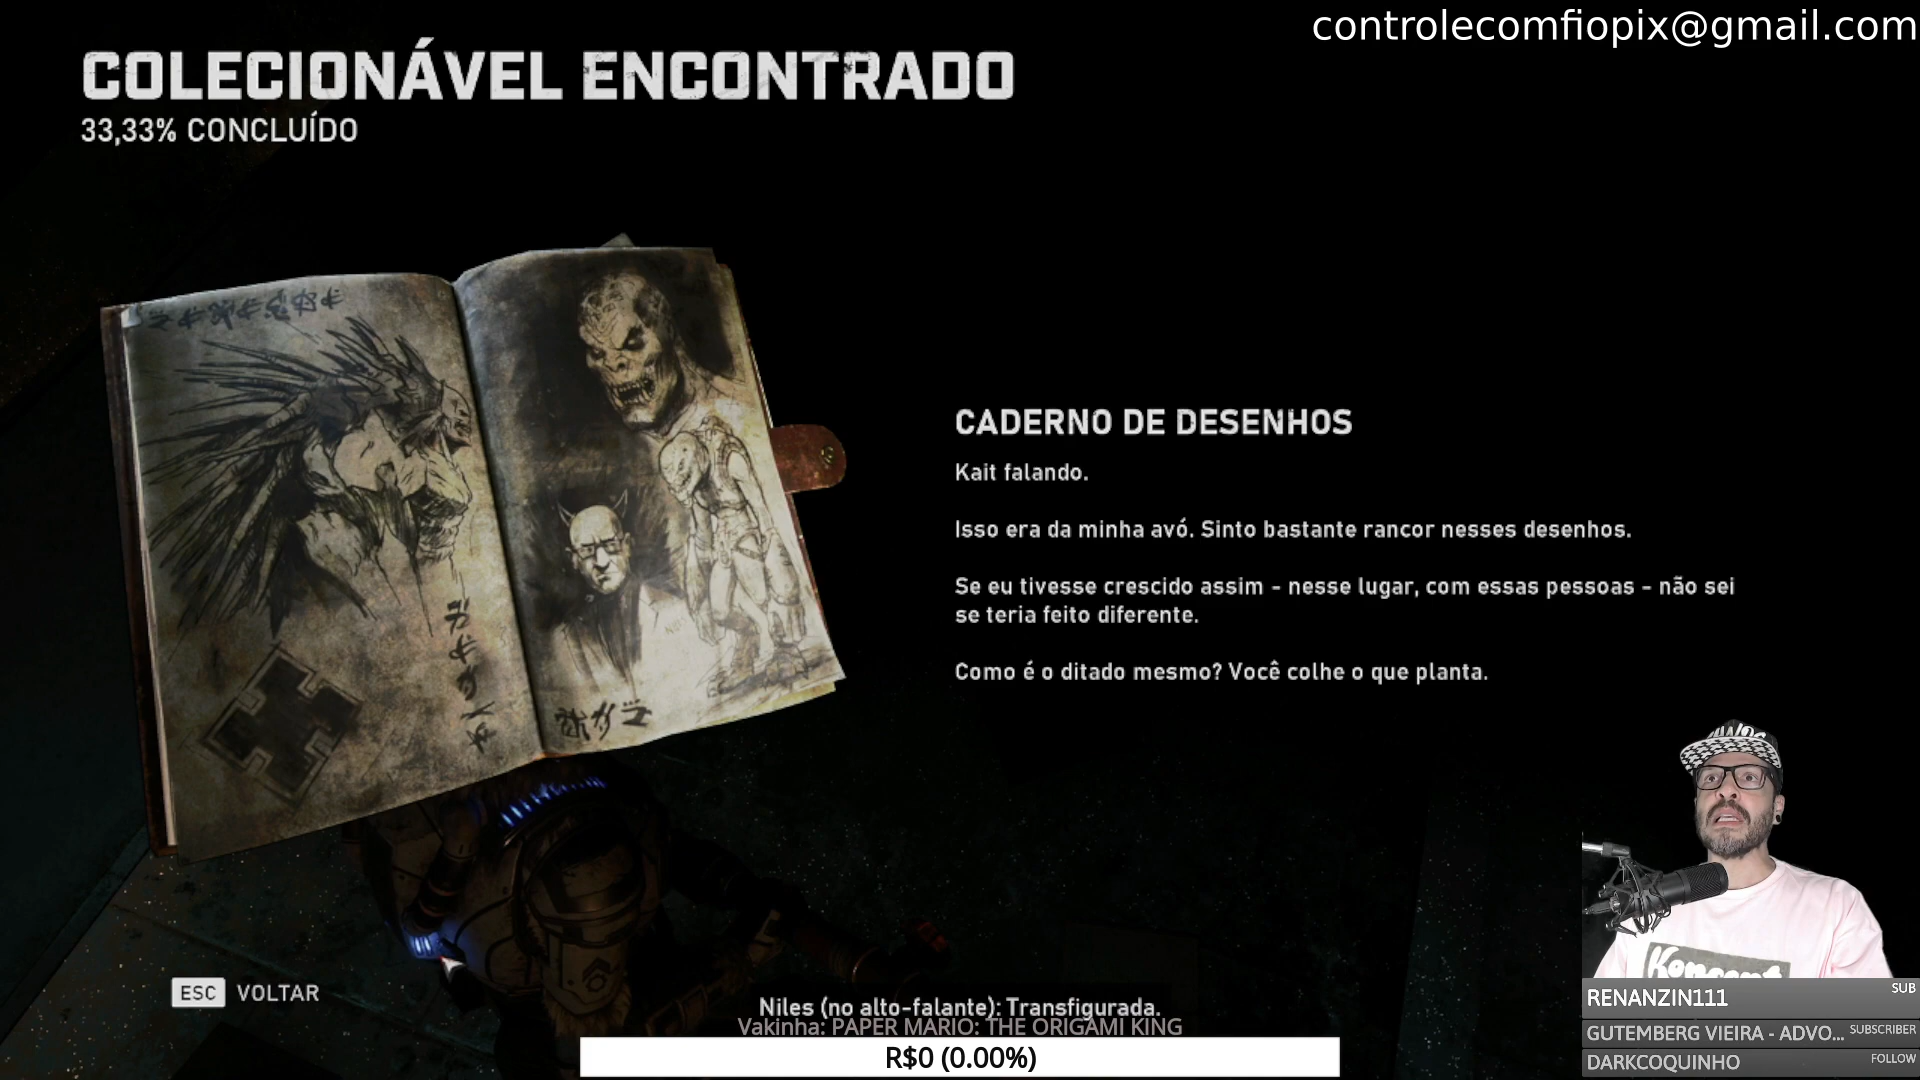 controlecomfiopix@gmail.com
COLECIONÁVEL ENCONTRADO
33,33% CONCLUÍDO
CADERNO DE DESENHOS
Kait falando.
Isso era da minha avó. Sinto bastante rancor nesses desenhos.
Se eu tivesse crescido assim - nesse lugar, com essas pessoas - não sei
se teria feito diferente.
Como é o ditado mesmo? Você colhe o que planta.
ESC VOLTAR
Niles (no alto-falante): Transfigurada.
Vakinha: PAPER MARIO: THE ORIGAMI KING
R$0 (0.00%)
RENANZIN111 SUB
GUTEMBERG VIEIRA - ADVO... SUBSCRIBER
DARKCOQUINHO FOLLOW